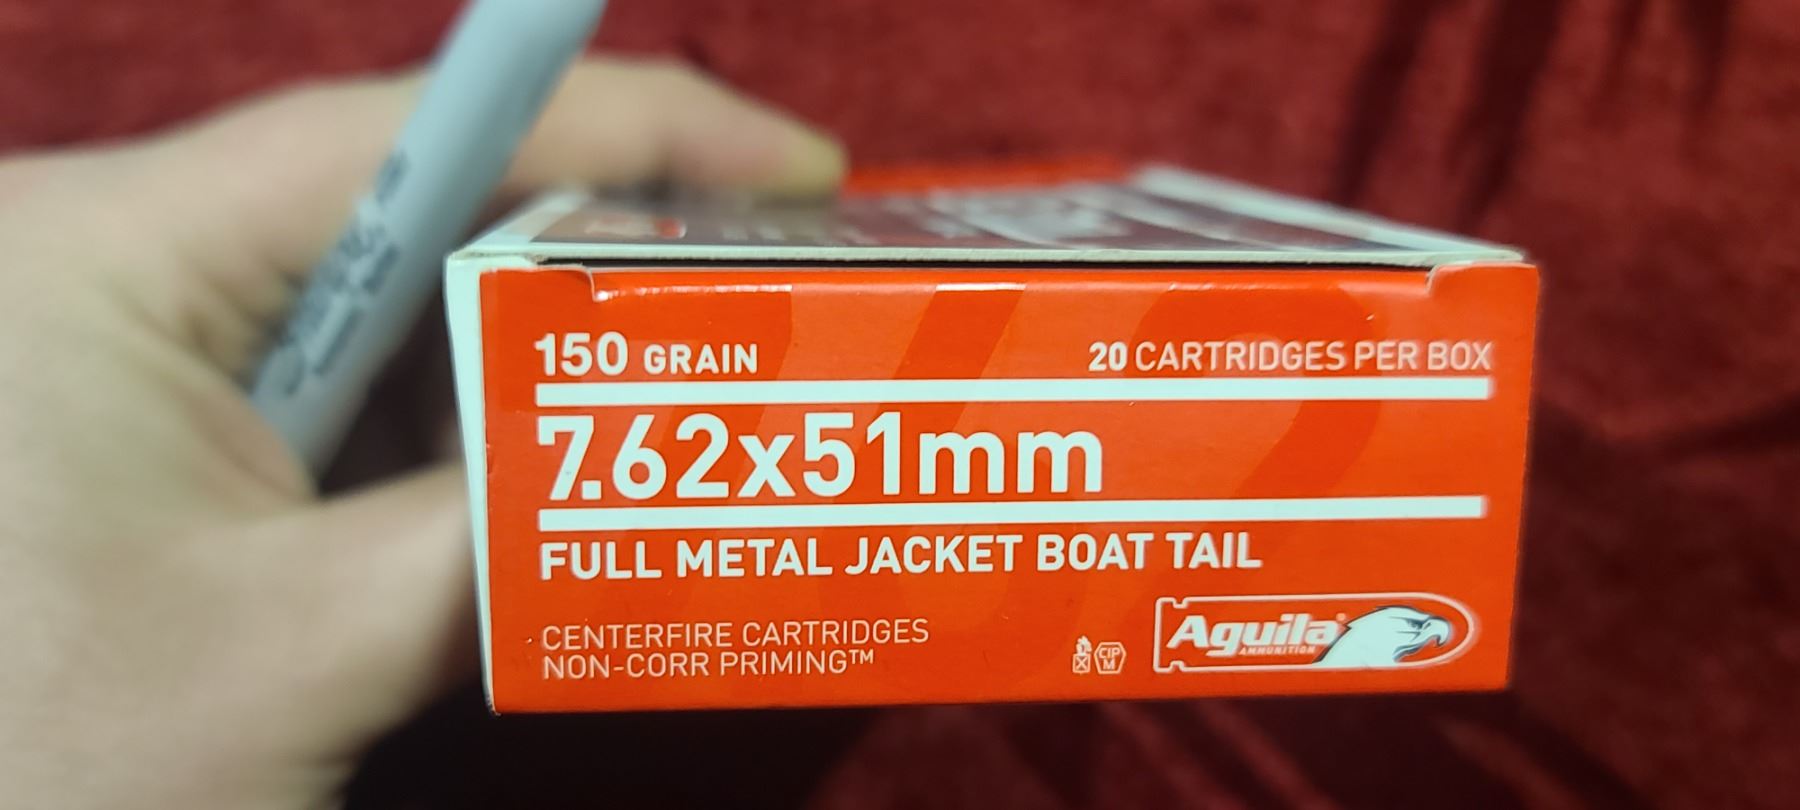 150 GRAIN
20 CARTRIDGES PER BOX
7.62x51mm
FULL METAL JACKET BOAT TAIL
CENTERFIRE CARTRIDGES
NON-CORR PRIMING™
CIP
M
Aguila®
AMMUNITION